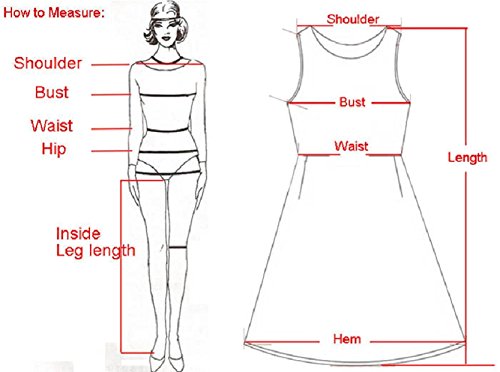 How to Measure:
Shoulder
Bust
Waist
Hip
Inside
Leg length
Shoulder
Bust
Waist
Length
Hem